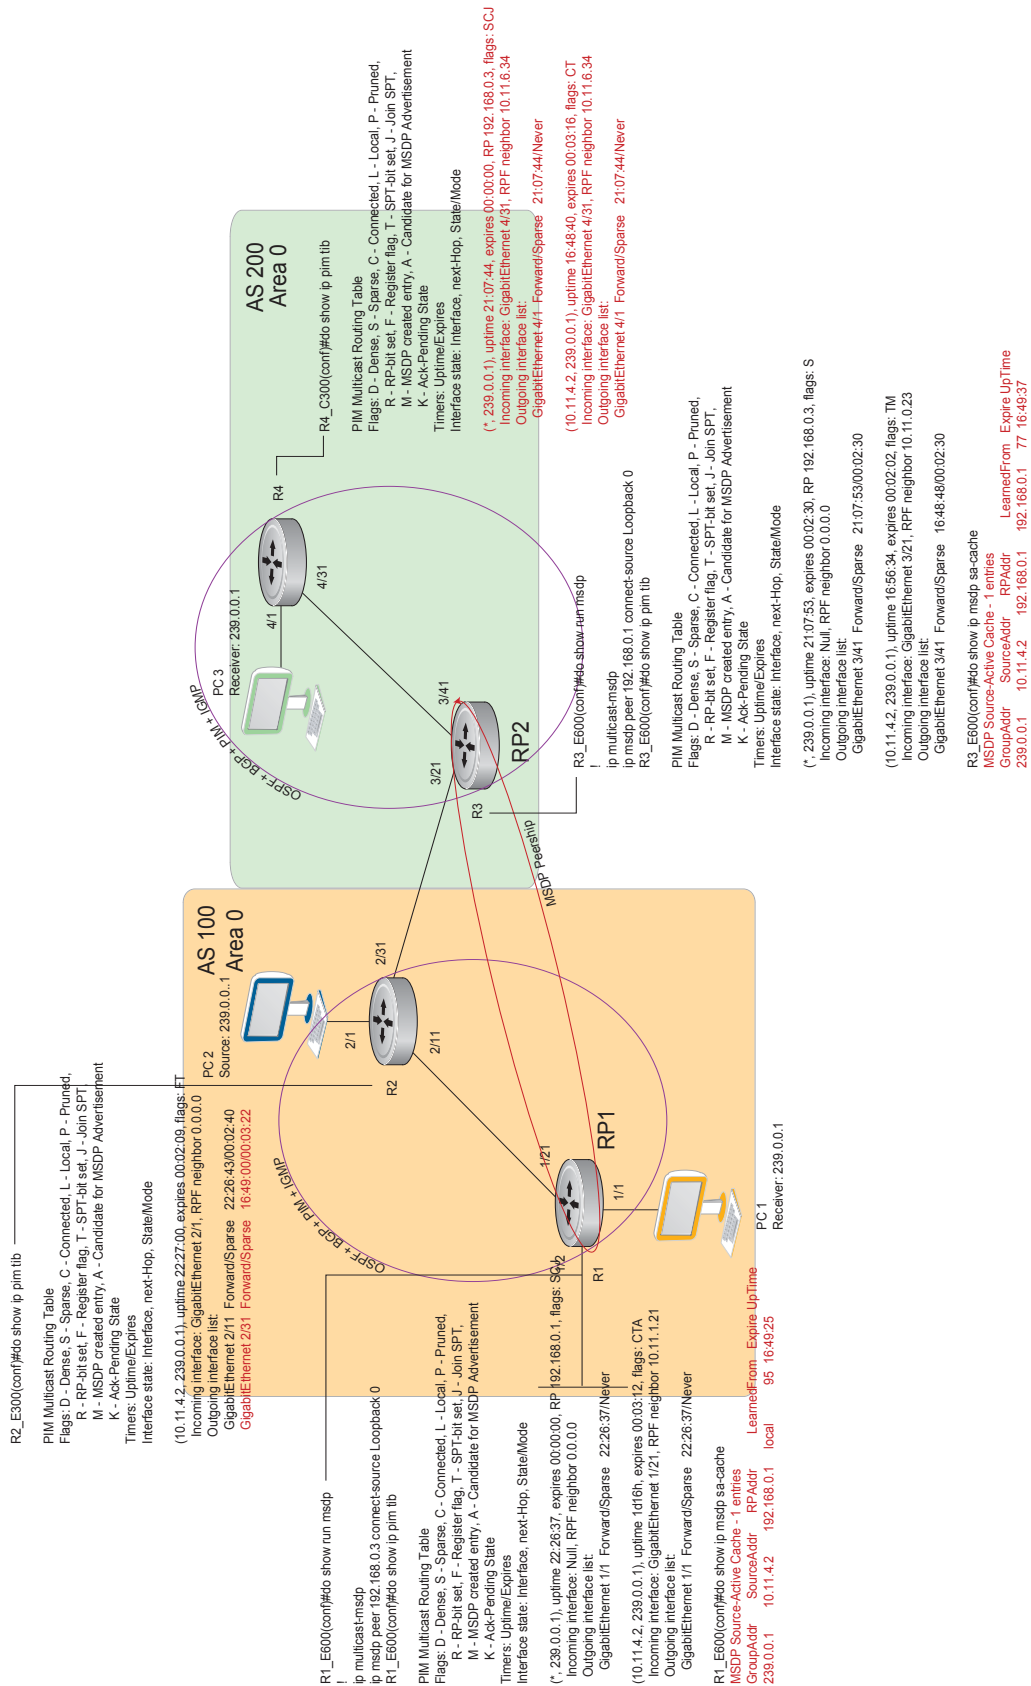 R2_E300(conf)#do show ip pim tib
PIM Multicast Routing Table
Flags: D - Dense, S - Sparse, C - Connected, L - Local, P - Pruned,
R - RP-bit set, F - Register flag, T - SPT-bit set, J - Join SPT,
M - MSDP created entry, A - Candidate for MSDP Advertisement
K - Ack-Pending State
Timers: Uptime/Expires
Interface state: Interface, next-Hop, State/Mode
(10.11.4.2, 239.0.0.1), uptime 22:27:00, expires 00:02:09, flags: FT
Incoming interface: GigabitEthernet 2/1, RPF neighbor 0.0.0.0
Outgoing interface list:
GigabitEthernet 2/11 Forward/Sparse 22:26:43/00:02:40
GigabitEthernet 2/31 Forward/Sparse 16:49:00/00:03:22
AS 100
Area 0
PC 2
Source: 239.0.0..1
2/1
2/31
2/11
R2
OSPF + BGP + PIM + IGMP
1/21
RP1
1/1
1/2
R1
PC 1
Receiver: 239.0.0.1
R1_E600(conf)#do show run msdp
!
ip multicast-msdp
ip msdp peer 192.168.0.3 connect-source Loopback 0
R1_E600(conf)#do show ip pim tib
PIM Multicast Routing Table
Flags: D - Dense, S - Sparse, C - Connected, L - Local, P - Pruned,
R - RP-bit set, F - Register flag, T - SPT-bit set, J - Join SPT,
M - MSDP created entry, A - Candidate for MSDP Advertisement
K - Ack-Pending State
Timers: Uptime/Expires
Interface state: Interface, next-Hop, State/Mode
(*, 239.0.0.1), uptime 22:26:37, expires 00:00:00, RP 192.168.0.1, flags: SCJ
Incoming interface: Null, RPF neighbor 0.0.0.0
Outgoing interface list:
GigabitEthernet 1/1 Forward/Sparse 22:26:37/Never
(10.11.4.2, 239.0.0.1), uptime 1d16h, expires 00:03:12, flags: CTA
Incoming interface: GigabitEthernet 1/21, RPF neighbor 10.11.1.21
Outgoing interface list:
GigabitEthernet 1/1 Forward/Sparse 22:26:37/Never
R1_E600(conf)#do show ip msdp sa-cache
MSDP Source-Active Cache - 1 entries
GroupAddr SourceAddr RPAddr LearnedFrom Expire UpTime
239.0.0.1 10.11.4.2 192.168.0.1 local 95 16:49:25
AS 200
Area 0
PC 3
Receiver: 239.0.0.1
4/1
R4
4/31
OSPF + BGP + PIM + IGMP
3/41
3/21
RP2
R3
MSDP Peership
R4_C300(conf)#do show ip pim tib
PIM Multicast Routing Table
Flags: D - Dense, S - Sparse, C - Connected, L - Local, P - Pruned,
R - RP-bit set, F - Register flag, T - SPT-bit set, J - Join SPT,
M - MSDP created entry, A - Candidate for MSDP Advertisement
K - Ack-Pending State
Timers: Uptime/Expires
Interface state: Interface, next-Hop, State/Mode
(*, 239.0.0.1), uptime 21:07:44, expires 00:00:00, RP 192.168.0.3, flags: SCJ
Incoming interface: GigabitEthernet 4/31, RPF neighbor 10.11.6.34
Outgoing interface list:
GigabitEthernet 4/1 Forward/Sparse 21:07:44/Never
(10.11.4.2, 239.0.0.1), uptime 16:48:40, expires 00:03:16, flags: CT
Incoming interface: GigabitEthernet 4/31, RPF neighbor 10.11.6.34
Outgoing interface list:
GigabitEthernet 4/1 Forward/Sparse 21:07:44/Never
R3_E600(conf)#do show run msdp
!
ip multicast-msdp
ip msdp peer 192.168.0.1 connect-source Loopback 0
R3_E600(conf)#do show ip pim tib
PIM Multicast Routing Table
Flags: D - Dense, S - Sparse, C - Connected, L - Local, P - Pruned,
R - RP-bit set, F - Register flag, T - SPT-bit set, J - Join SPT,
M - MSDP created entry, A - Candidate for MSDP Advertisement
K - Ack-Pending State
Timers: Uptime/Expires
Interface state: Interface, next-Hop, State/Mode
(*, 239.0.0.1), uptime 21:07:53, expires 00:02:30, RP 192.168.0.3, flags: S
Incoming interface: Null, RPF neighbor 0.0.0.0
Outgoing interface list:
GigabitEthernet 3/41 Forward/Sparse 21:07:53/00:02:30
(10.11.4.2, 239.0.0.1), uptime 16:56:34, expires 00:02:02, flags: TM
Incoming interface: GigabitEthernet 3/21, RPF neighbor 10.11.0.23
Outgoing interface list:
GigabitEthernet 3/41 Forward/Sparse 16:48:48/00:02:30
R3_E600(conf)#do show ip msdp sa-cache
MSDP Source-Active Cache - 1 entries
GroupAddr SourceAddr RPAddr LearnedFrom Expire UpTime
239.0.0.1 10.11.4.2 192.168.0.1 192.168.0.1 77 16:49:37